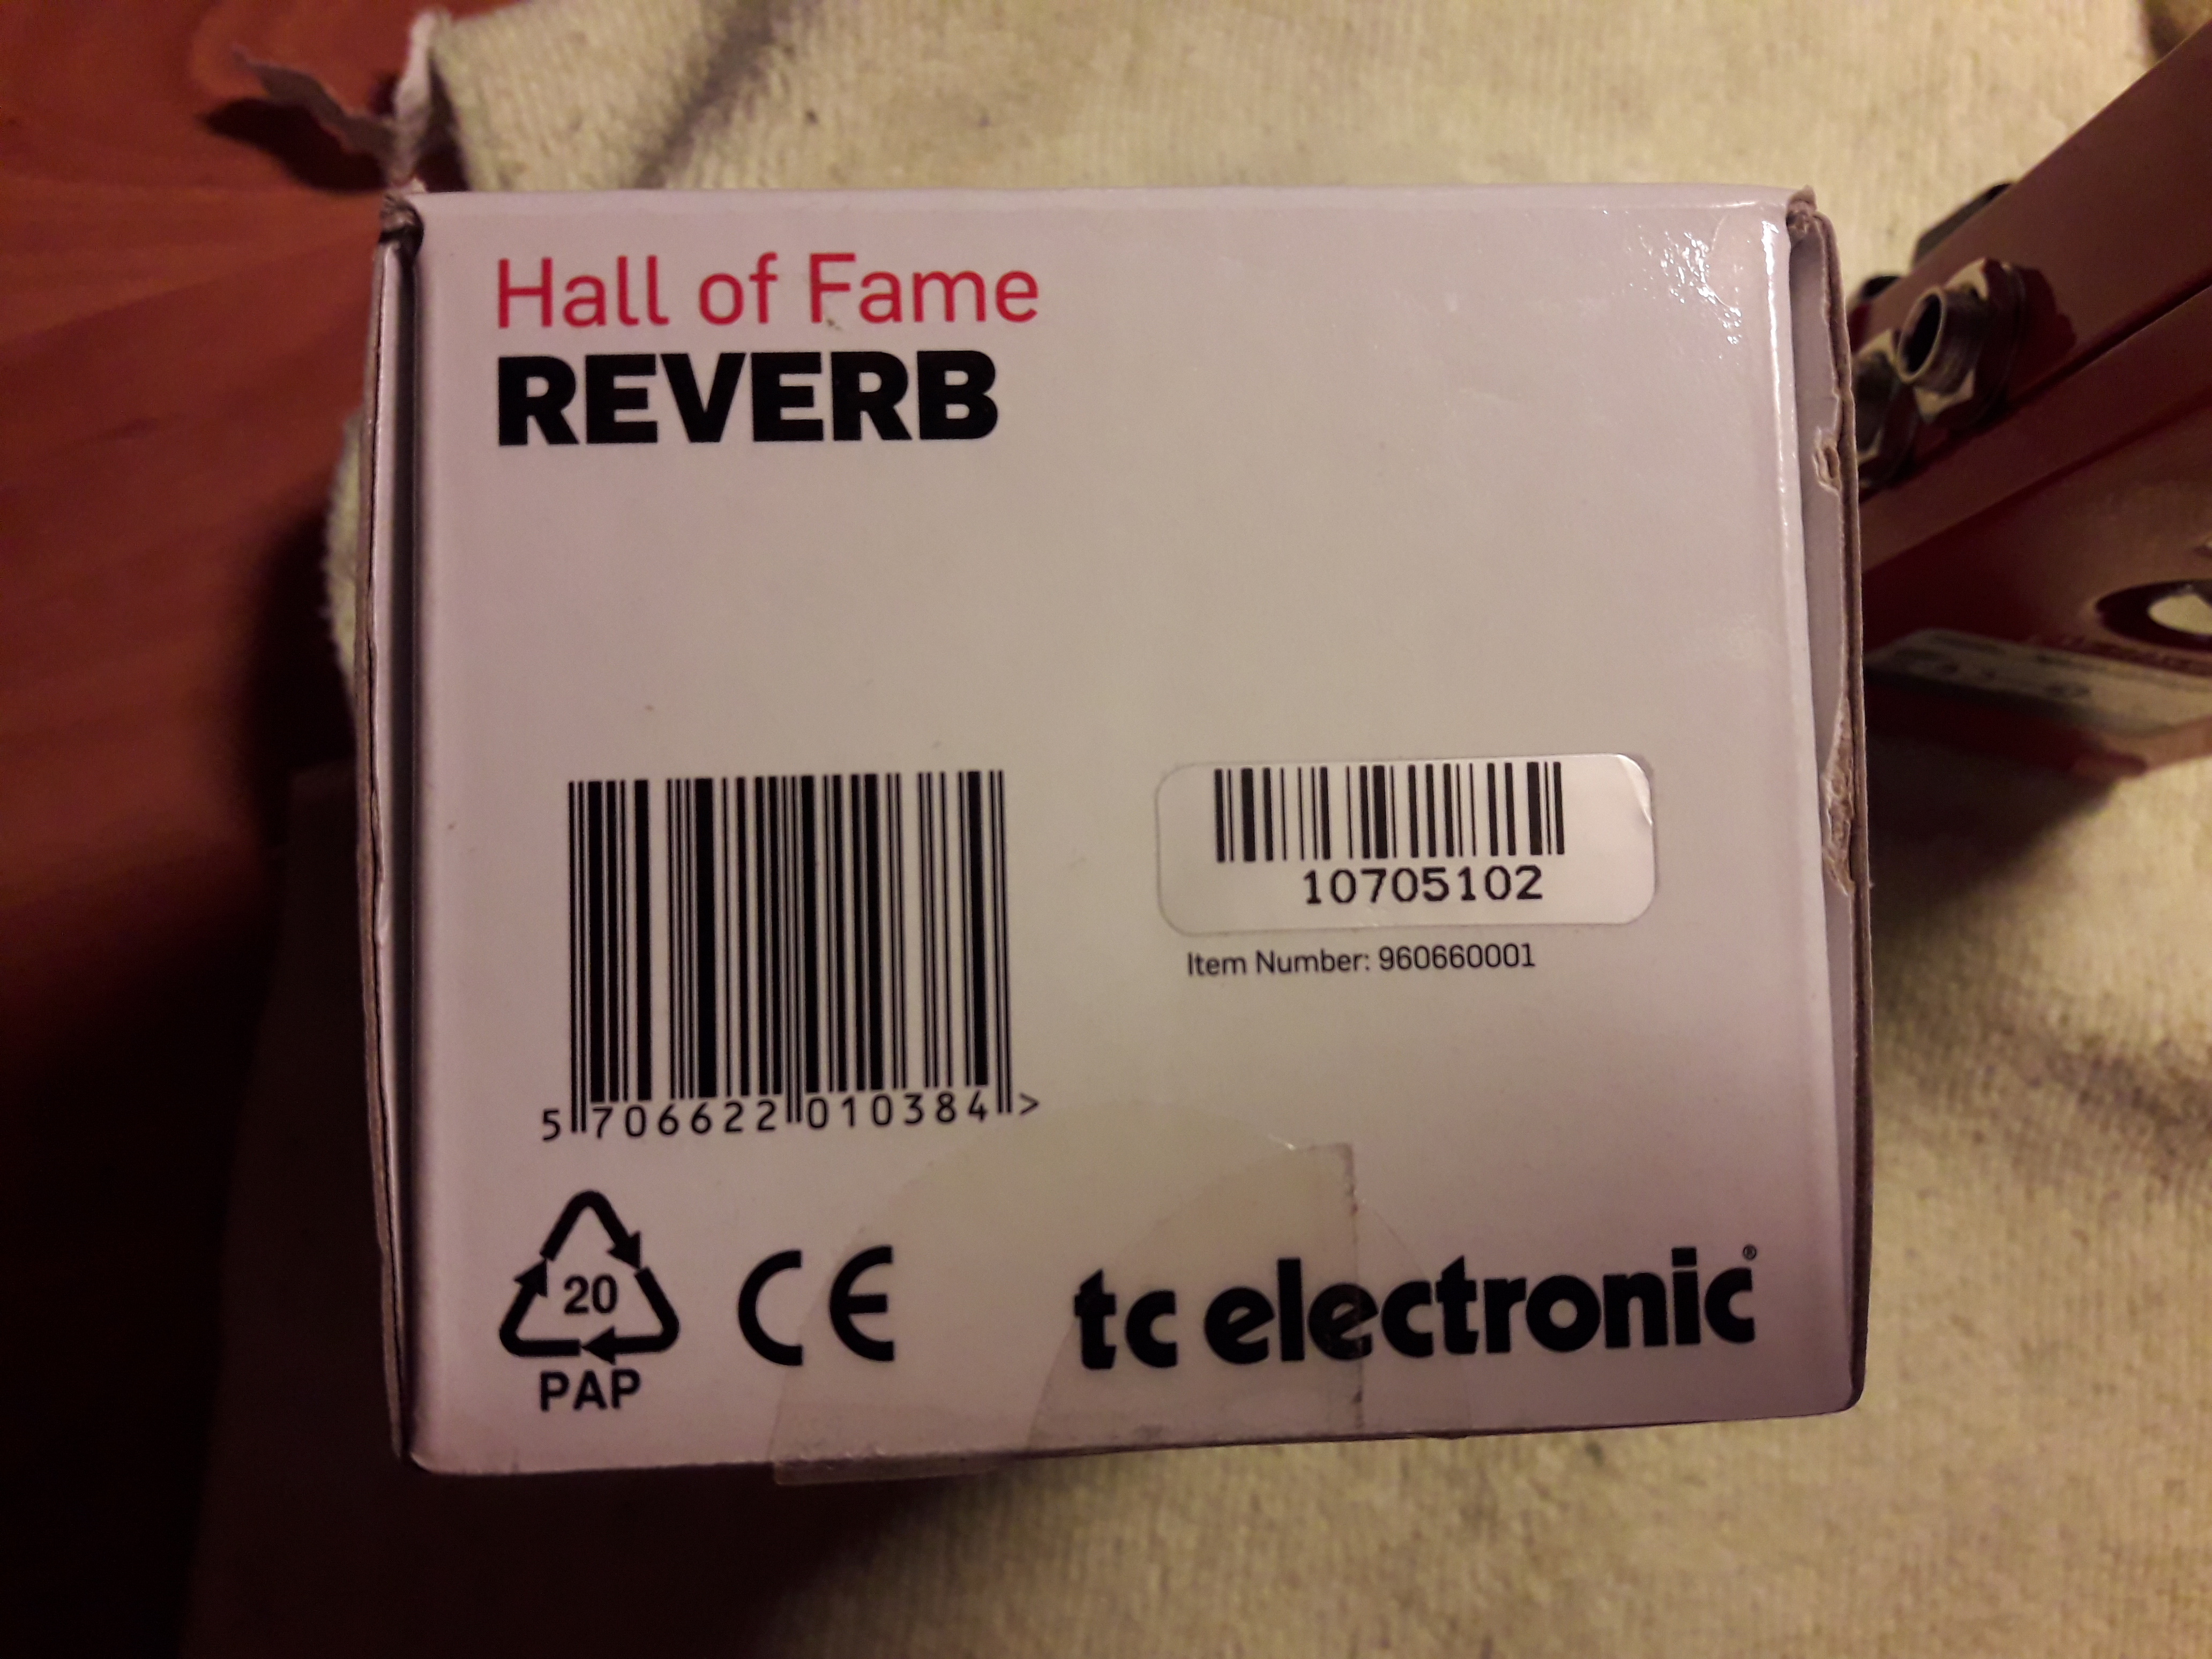 Hall of Fame
REVERB
10705102
Item Number: 960660001
5 706622 010384 >
20
PAP
CE
tc electronic®